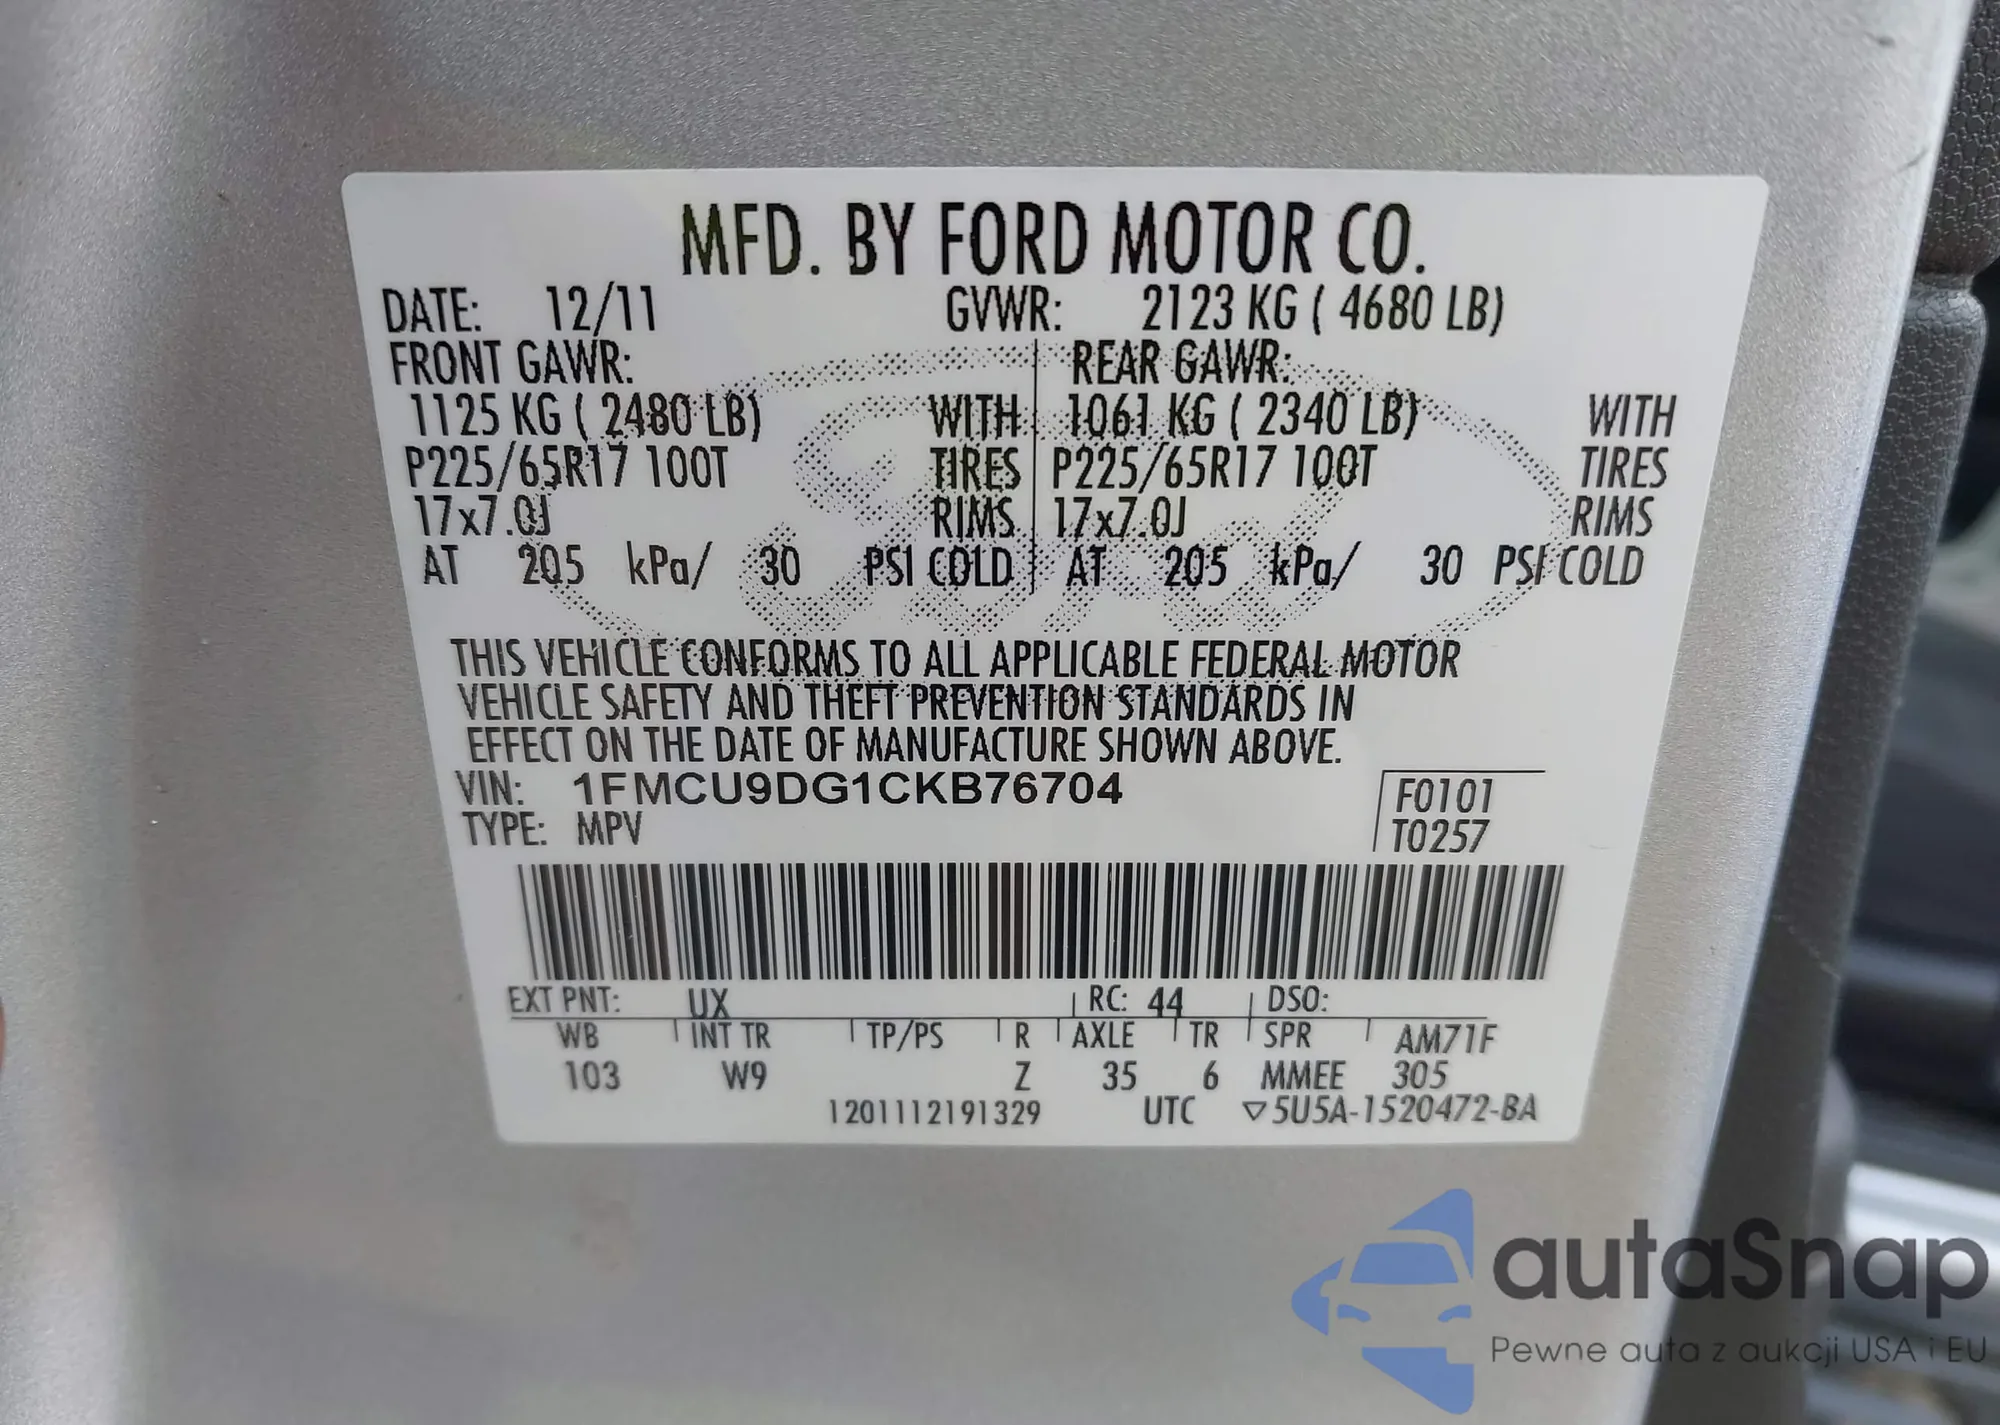 MFD. BY FORD MOTOR CO.
DATE: 12/11 GVWR: 2123 KG ( 4680 LB)
FRONT GAWR: REAR GAWR:
1125 KG ( 2480 LB) WITH 1061 KG ( 2340 LB) WITH
P225/65R17 100T TIRES P225/65R17 100T TIRES
17x7.0J RIMS 17x7.0J RIMS
AT 205 kPa/ 30 PSI COLD AT 205 kPa/ 30 PSI COLD
THIS VEHICLE CONFORMS TO ALL APPLICABLE FEDERAL MOTOR
VEHICLE SAFETY AND THEFT PREVENTION STANDARDS IN
EFFECT ON THE DATE OF MANUFACTURE SHOWN ABOVE.
VIN: 1FMCU9DG1CKB76704 F0101
TYPE: MPV T0257
EXT PNT: UX RC: 44 DSO:
WB INT TR TP/PS R AXLE TR SPR AM71F
103 W9 Z 35 6 MMEE 305
1201112191329 UTC ▽5U5A-1520472-BA
autaSnap
Pewne auta z aukcji USA i EU